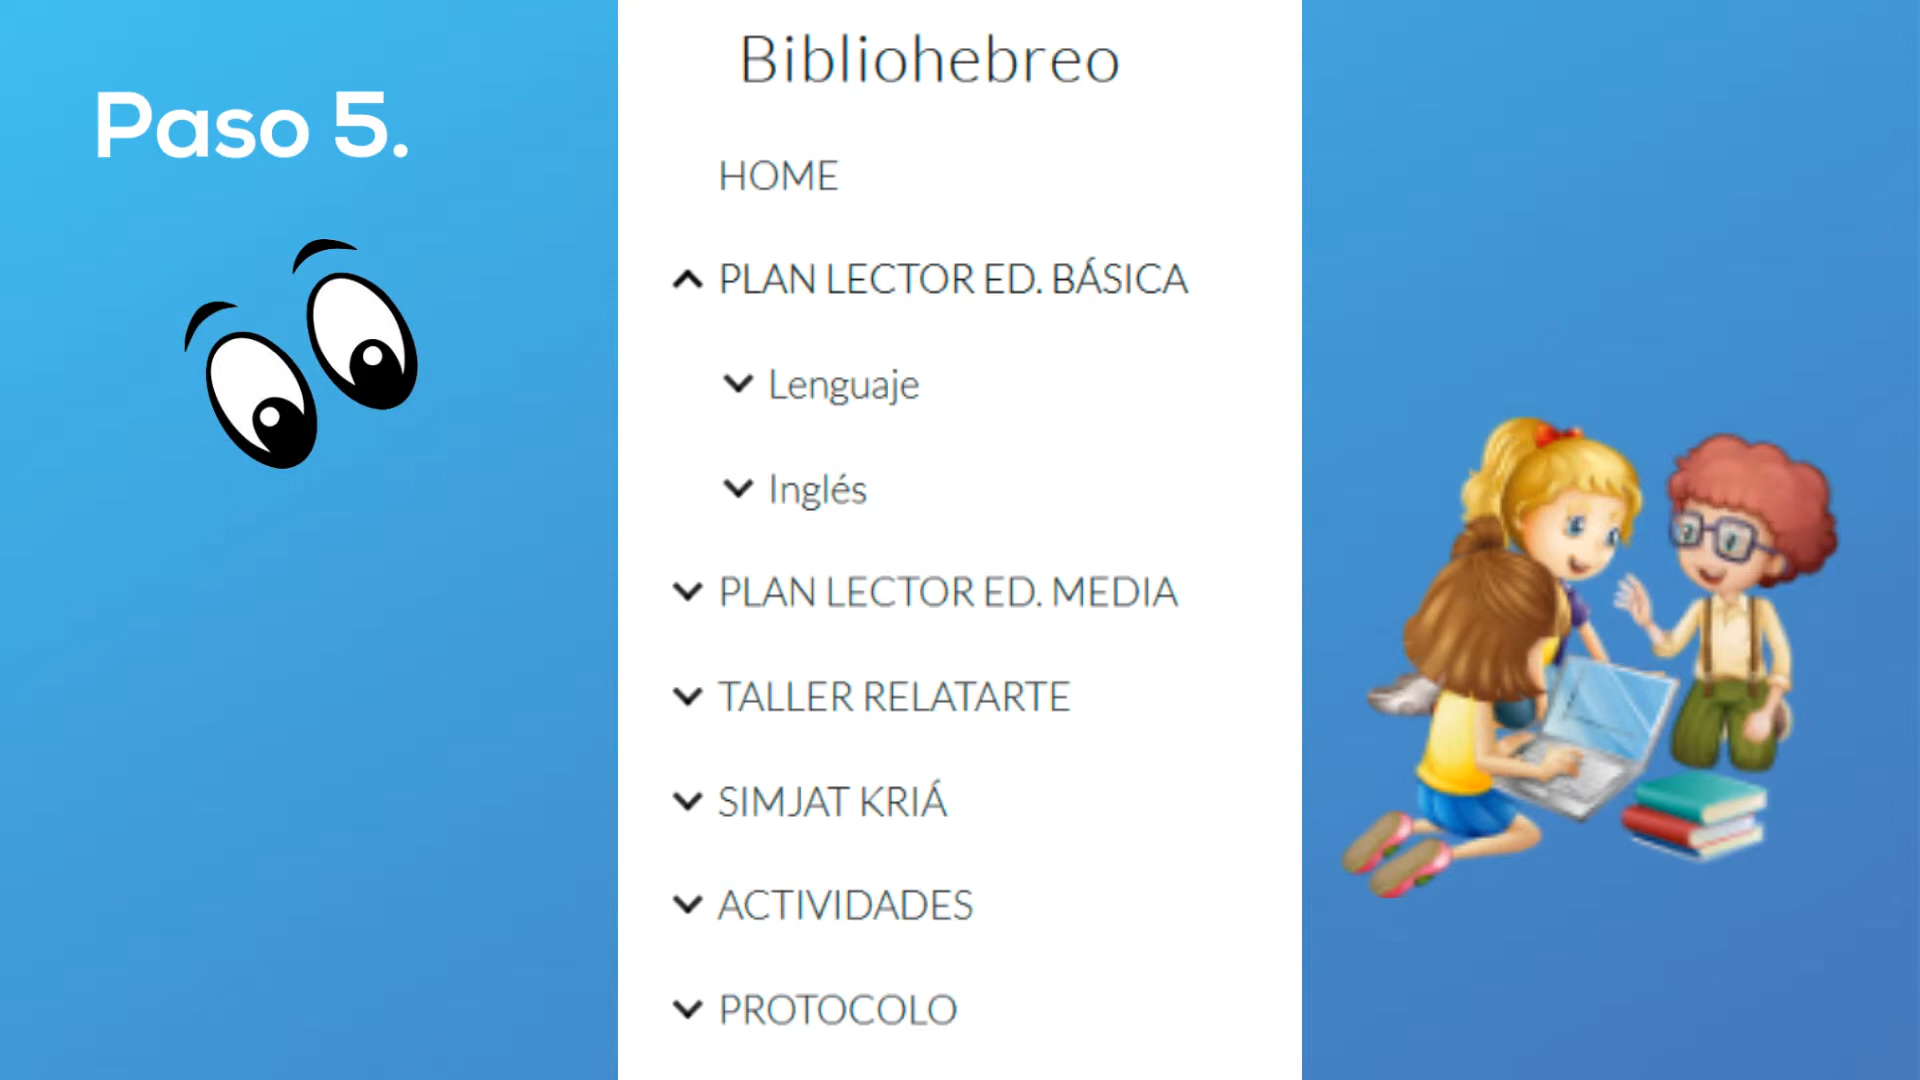 Paso 5.
Bibliohebreo
HOME
PLAN LECTOR ED. BÁSICA
Lenguaje
Inglés
PLAN LECTOR ED. MEDIA
TALLER RELATARTE
SIMJAT KRIÁ
ACTIVIDADES
PROTOCOLO